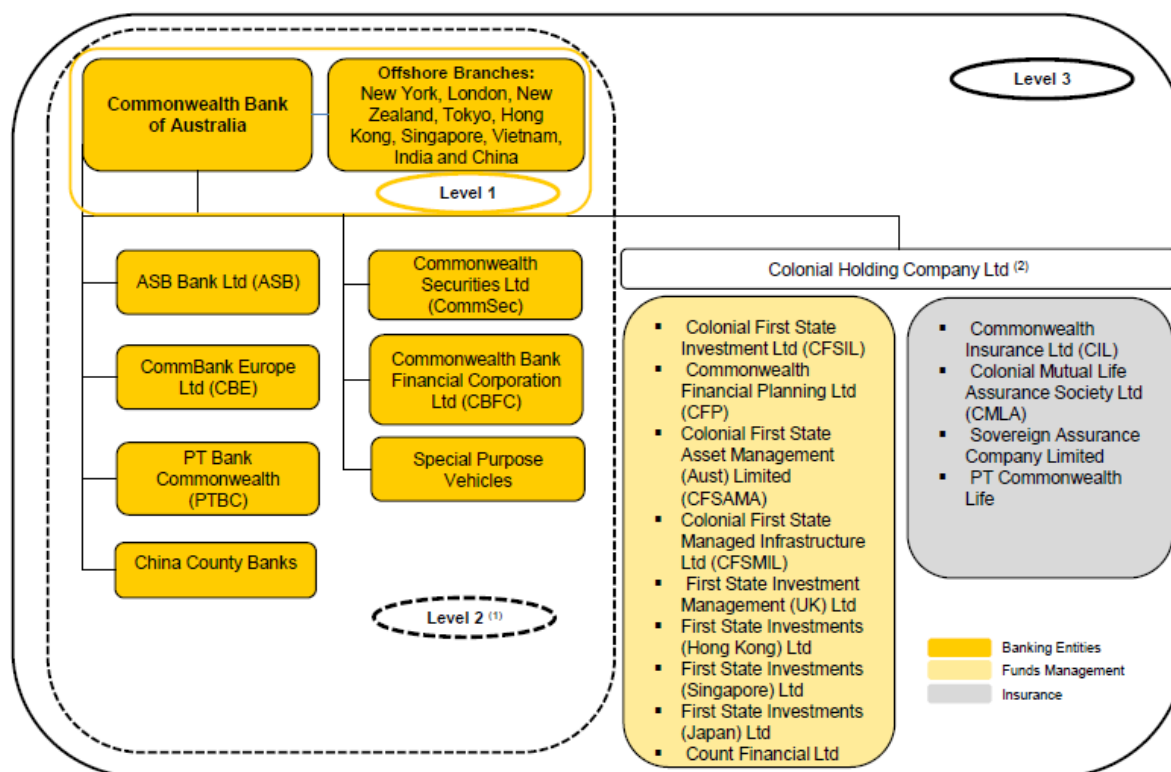 Commonwealth Bank
of Australia
Offshore Branches:
New York, London, New
Zealand, Tokyo, Hong
Kong, Singapore, Vietnam,
India and China
Level 1
Level 3
ASB Bank Ltd (ASB)
CommBank Europe
Ltd (CBE)
PT Bank
Commonwealth
(PTBC)
China County Banks
Commonwealth
Securities Ltd
(CommSec)
Commonwealth Bank
Financial Corporation
Ltd (CBFC)
Special Purpose
Vehicles
Level 2 (1)
Colonial Holding Company Ltd (2)
▪ Colonial First State
Investment Ltd (CFSIL)
▪ Commonwealth
Financial Planning Ltd
(CFP)
▪ Colonial First State
Asset Management
(Aust) Limited
(CFSAMA)
▪ Colonial First State
Managed Infrastructure
Ltd (CFSMIL)
▪ First State Investment
Management (UK) Ltd
▪ First State Investments
(Hong Kong) Ltd
▪ First State Investments
(Singapore) Ltd
▪ First State Investments
(Japan) Ltd
▪ Count Financial Ltd
▪ Commonwealth
Insurance Ltd (CIL)
▪ Colonial Mutual Life
Assurance Society Ltd
(CMLA)
▪ Sovereign Assurance
Company Limited
▪ PT Commonwealth
Life
Banking Entities
Funds Management
Insurance